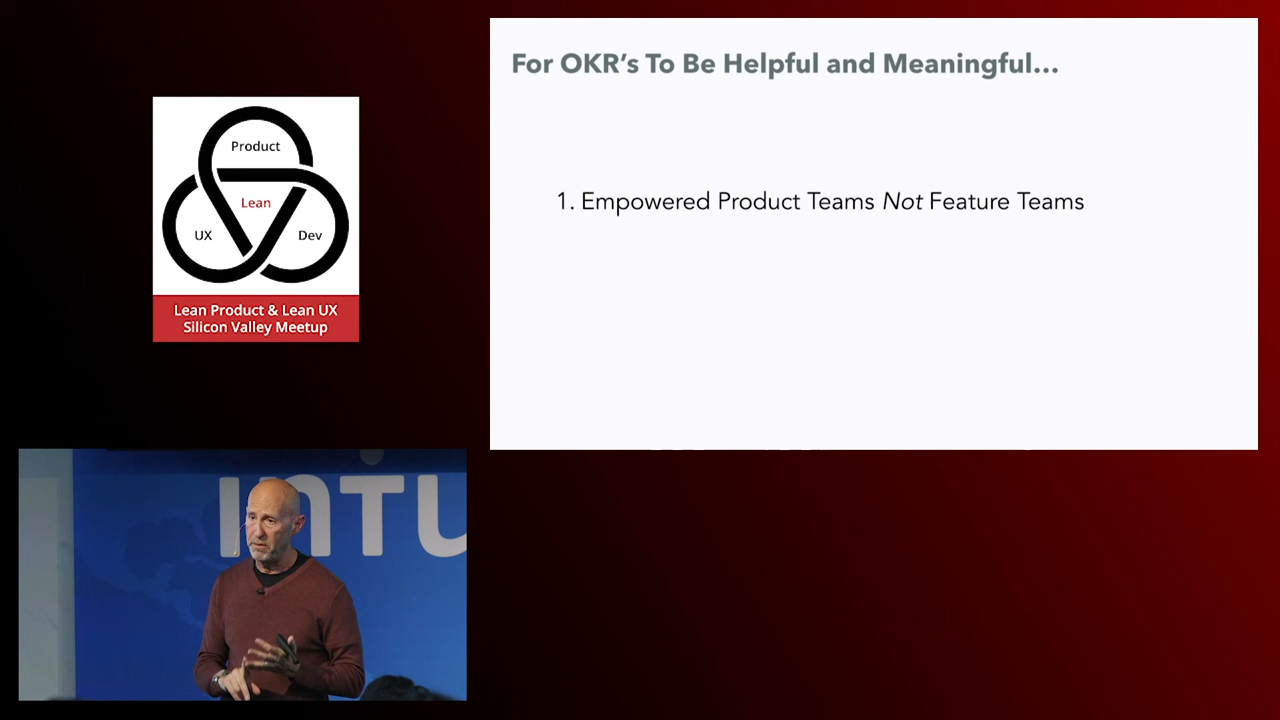 For OKR's To Be Helpful and Meaningful...
1. Empowered Product Teams Not Feature Teams
Product
Lean
UX
Dev
Lean Product & Lean UX
Silicon Valley Meetup
intu